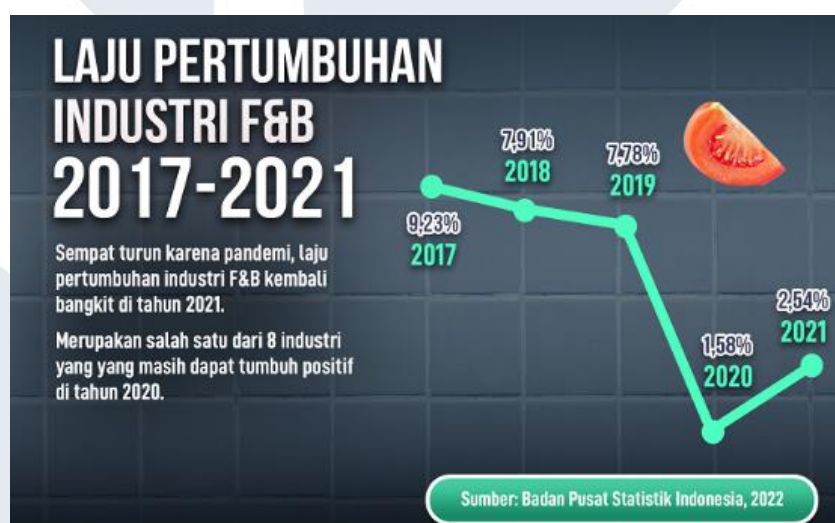 LAJU PERTUMBUHAN
INDUSTRI F&B
2017-2021
Sempat turun karena pandemi, laju
pertumbuhan industri F&B kembali
bangkit di tahun 2021.
Merupakan salah satu dari 8 industri
yang yang masih dapat tumbuh positif
di tahun 2020.
9,23%
2017
7,91%
2018
7,78%
2019
1,58%
2020
2,54%
2021
Sumber: Badan Pusat Statistik Indonesia, 2022